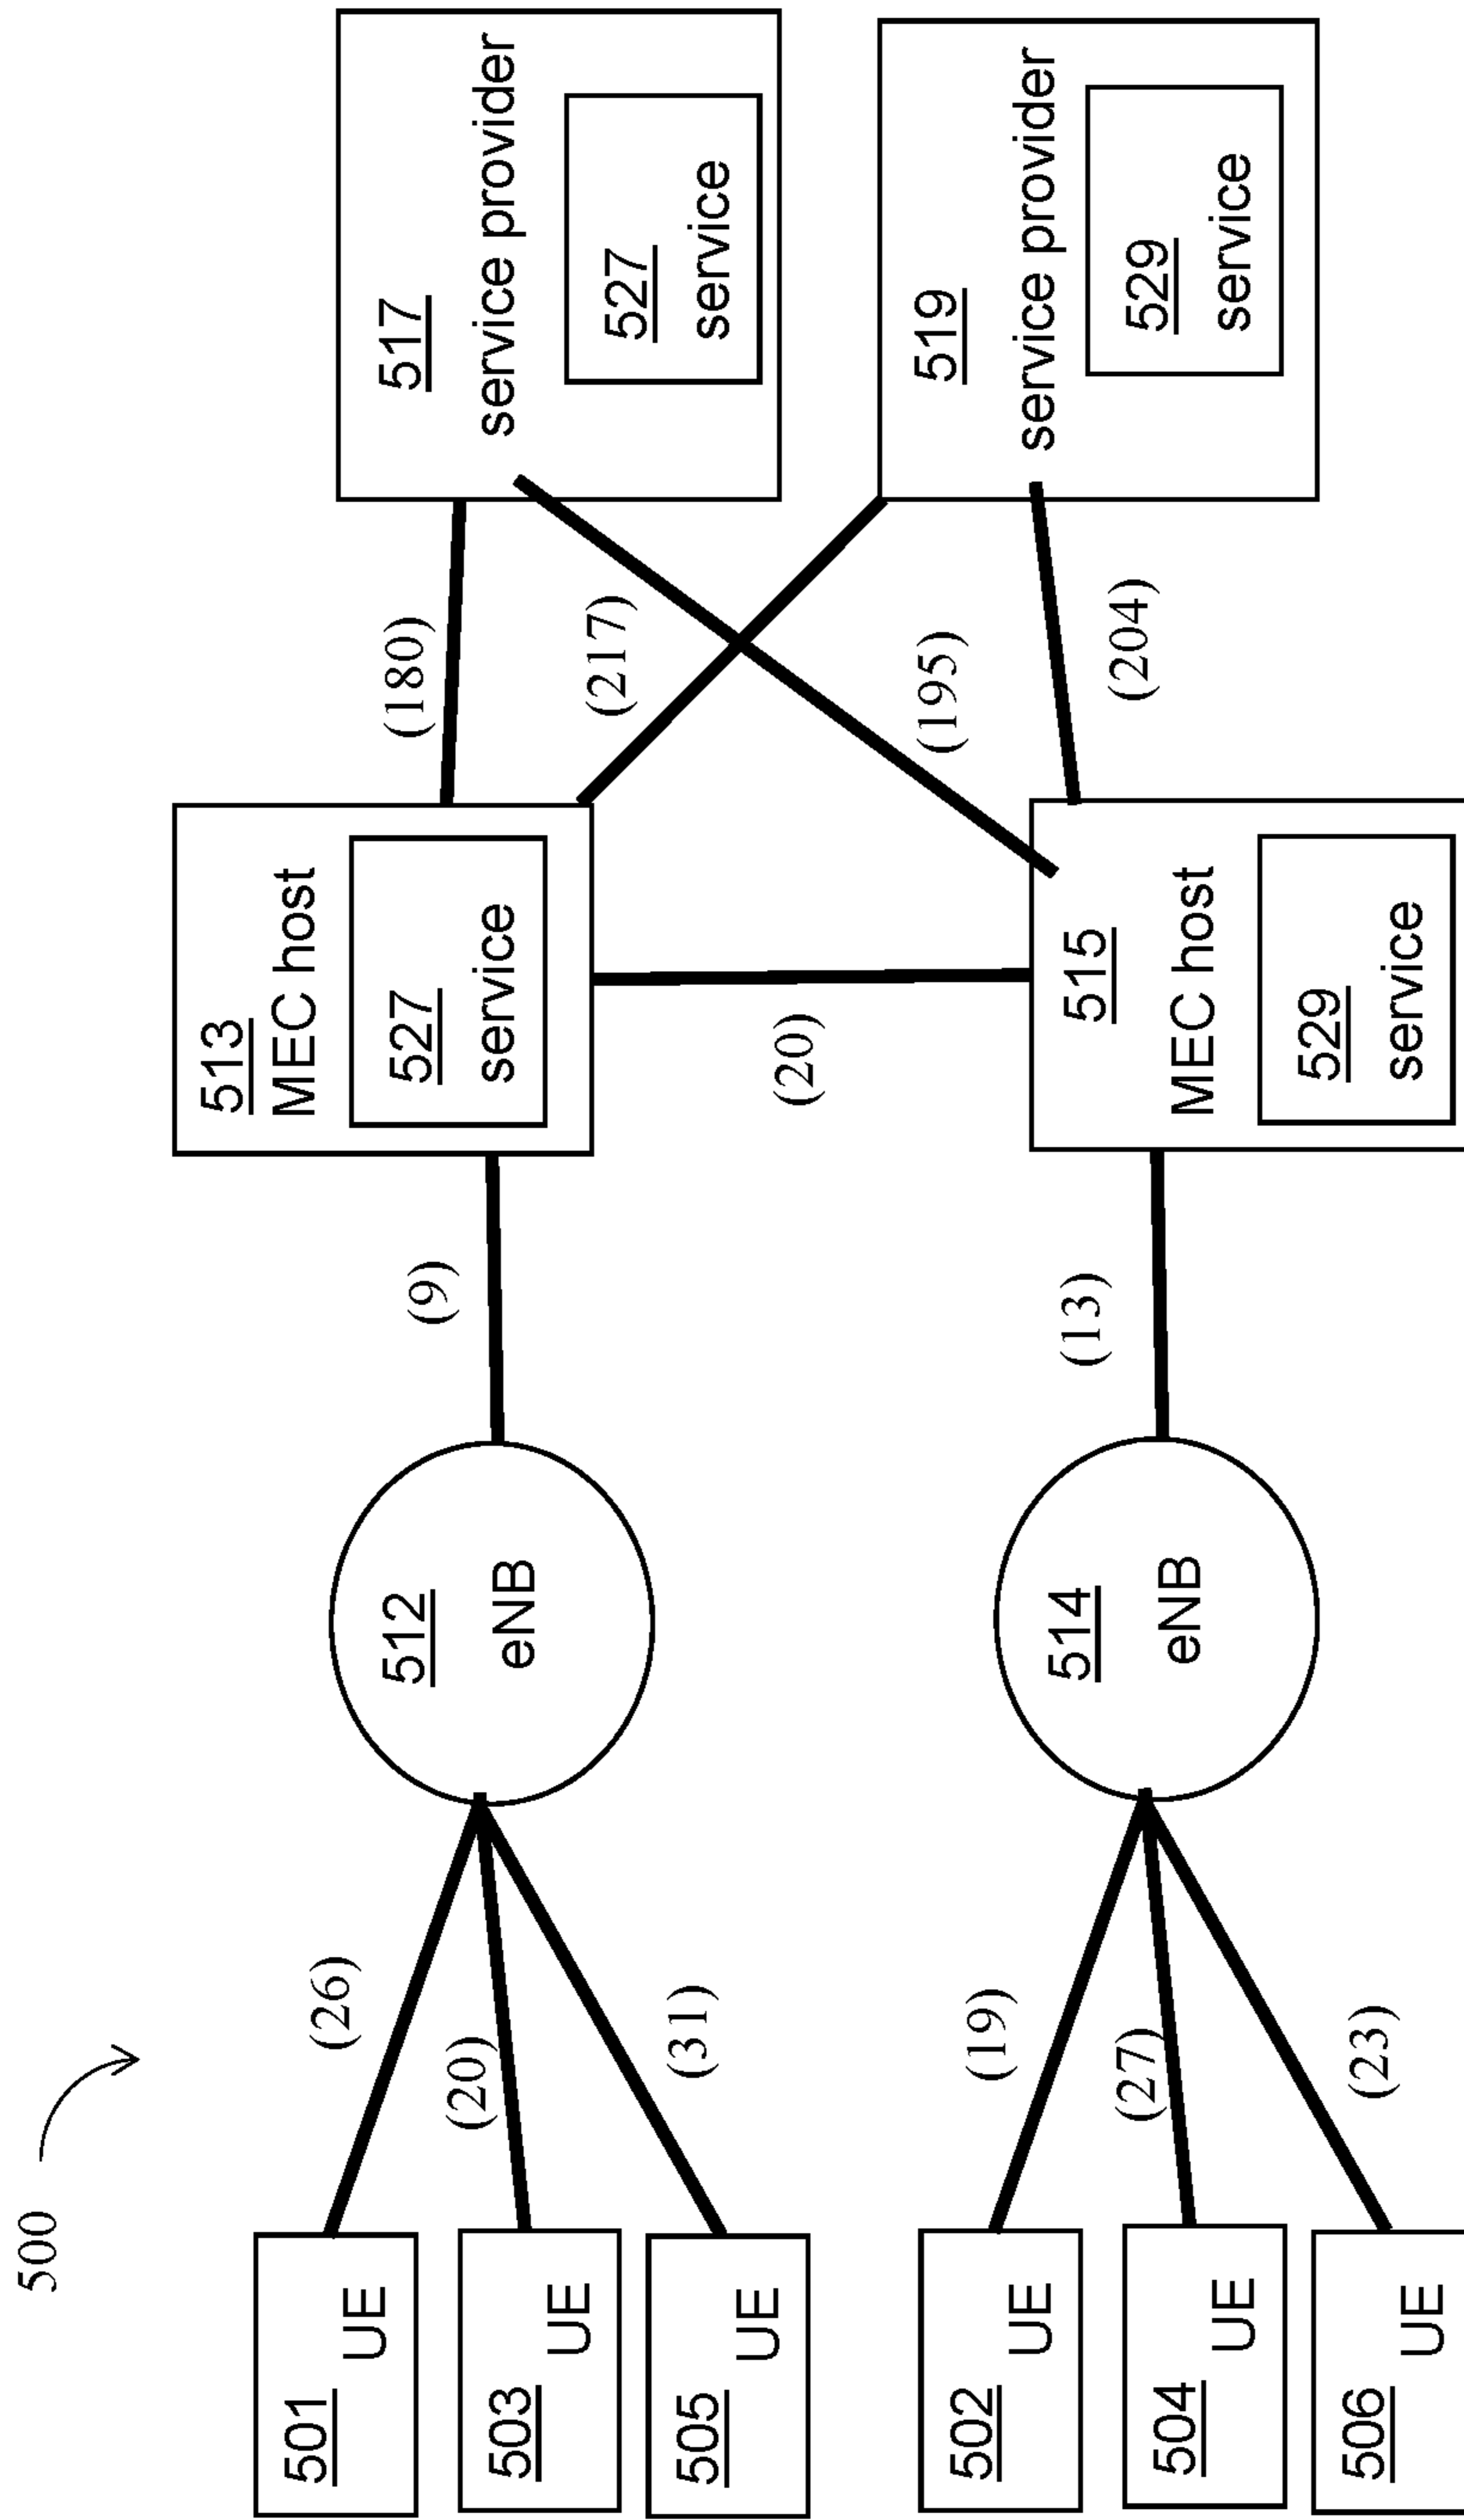 500
501
UE
503
UE
505
UE
502
UE
504
UE
506
UE
(26)
(20)
(31)
(19)
(27)
(23)
512
eNB
514
eNB
(9)
(13)
513
MEC host
527
service
(20)
515
MEC host
529
service
(180)
(217)
(195)
(204)
517
service provider
527
service
519
service provider
529
service